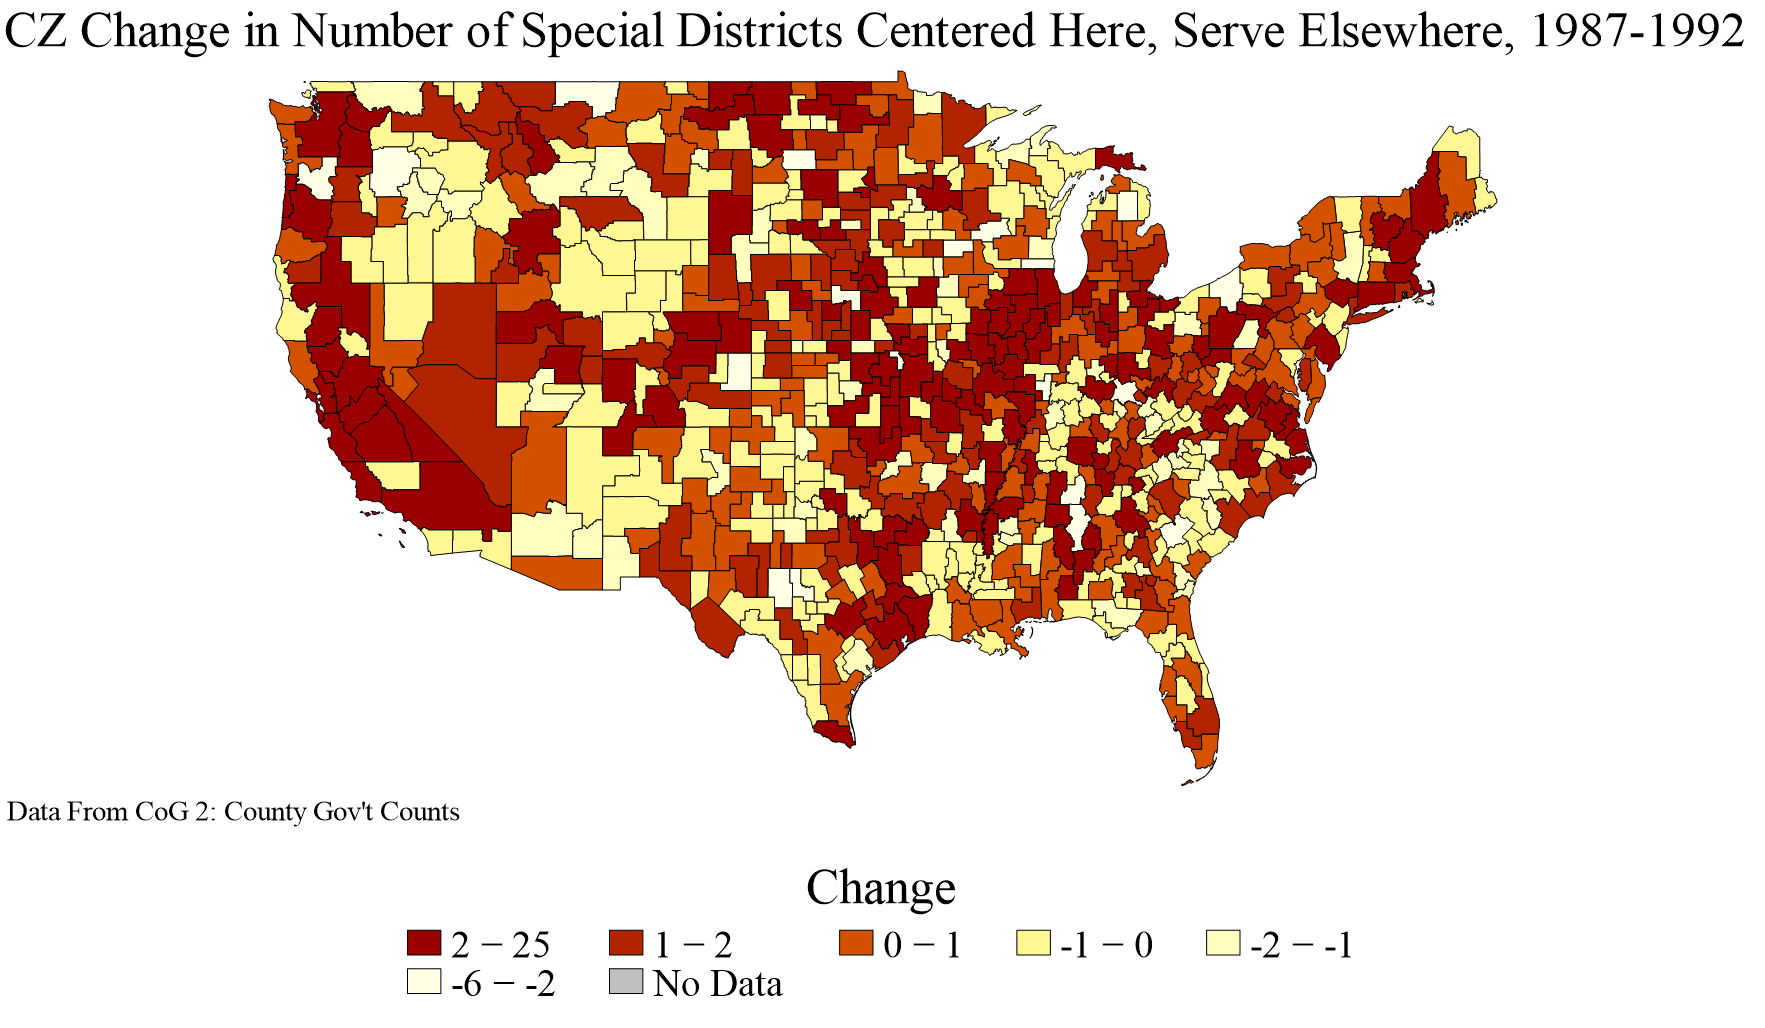 CZ Change in Number of Special Districts Centered Here, Serve Elsewhere, 1987-1992
Data From CoG 2: County Gov't Counts
Change
2 – 25 1 – 2 0 – 1 -1 – 0 -2 – -1
-6 – -2 No Data